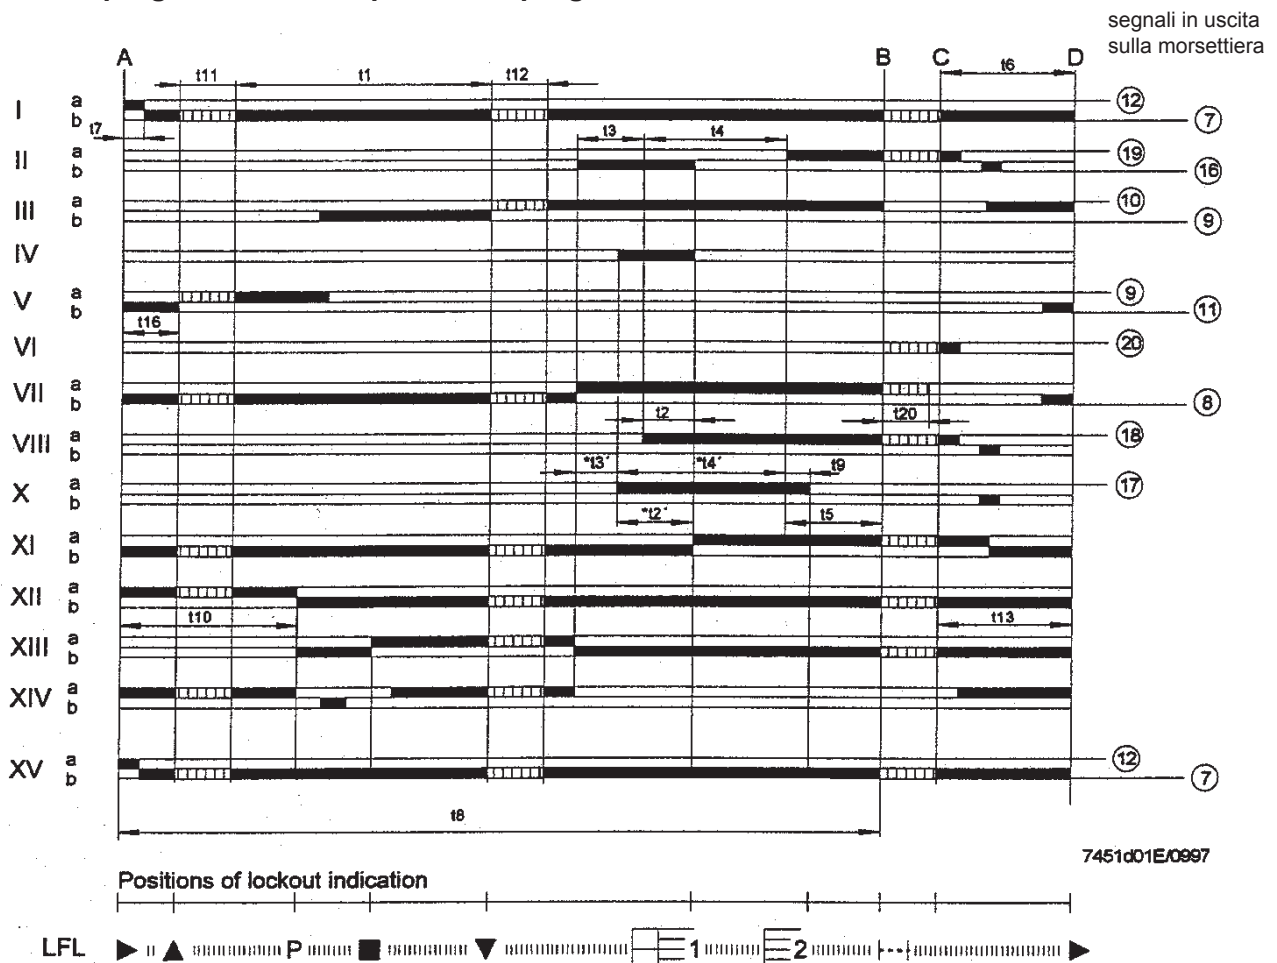 segnali in uscita
sulla morsettiera
A B C D
t11 t1 t12 t6
I a 12
b 7
t7 t3 t4
II a 19
b 16
III a 10
b 9
IV
V a 9
b 11
t16
VI 20
VII a
b 8
t2 t20
VIII a 18
b
"t3' "t4' t9
X a 17
b
"t2' t5
XI a
b
XII a
b
t10 t13
XIII a
b
XIV a
b
XV a 12
b 7
t8
7451d01E/0997
Positions of lockout indication
LFL P 1 2